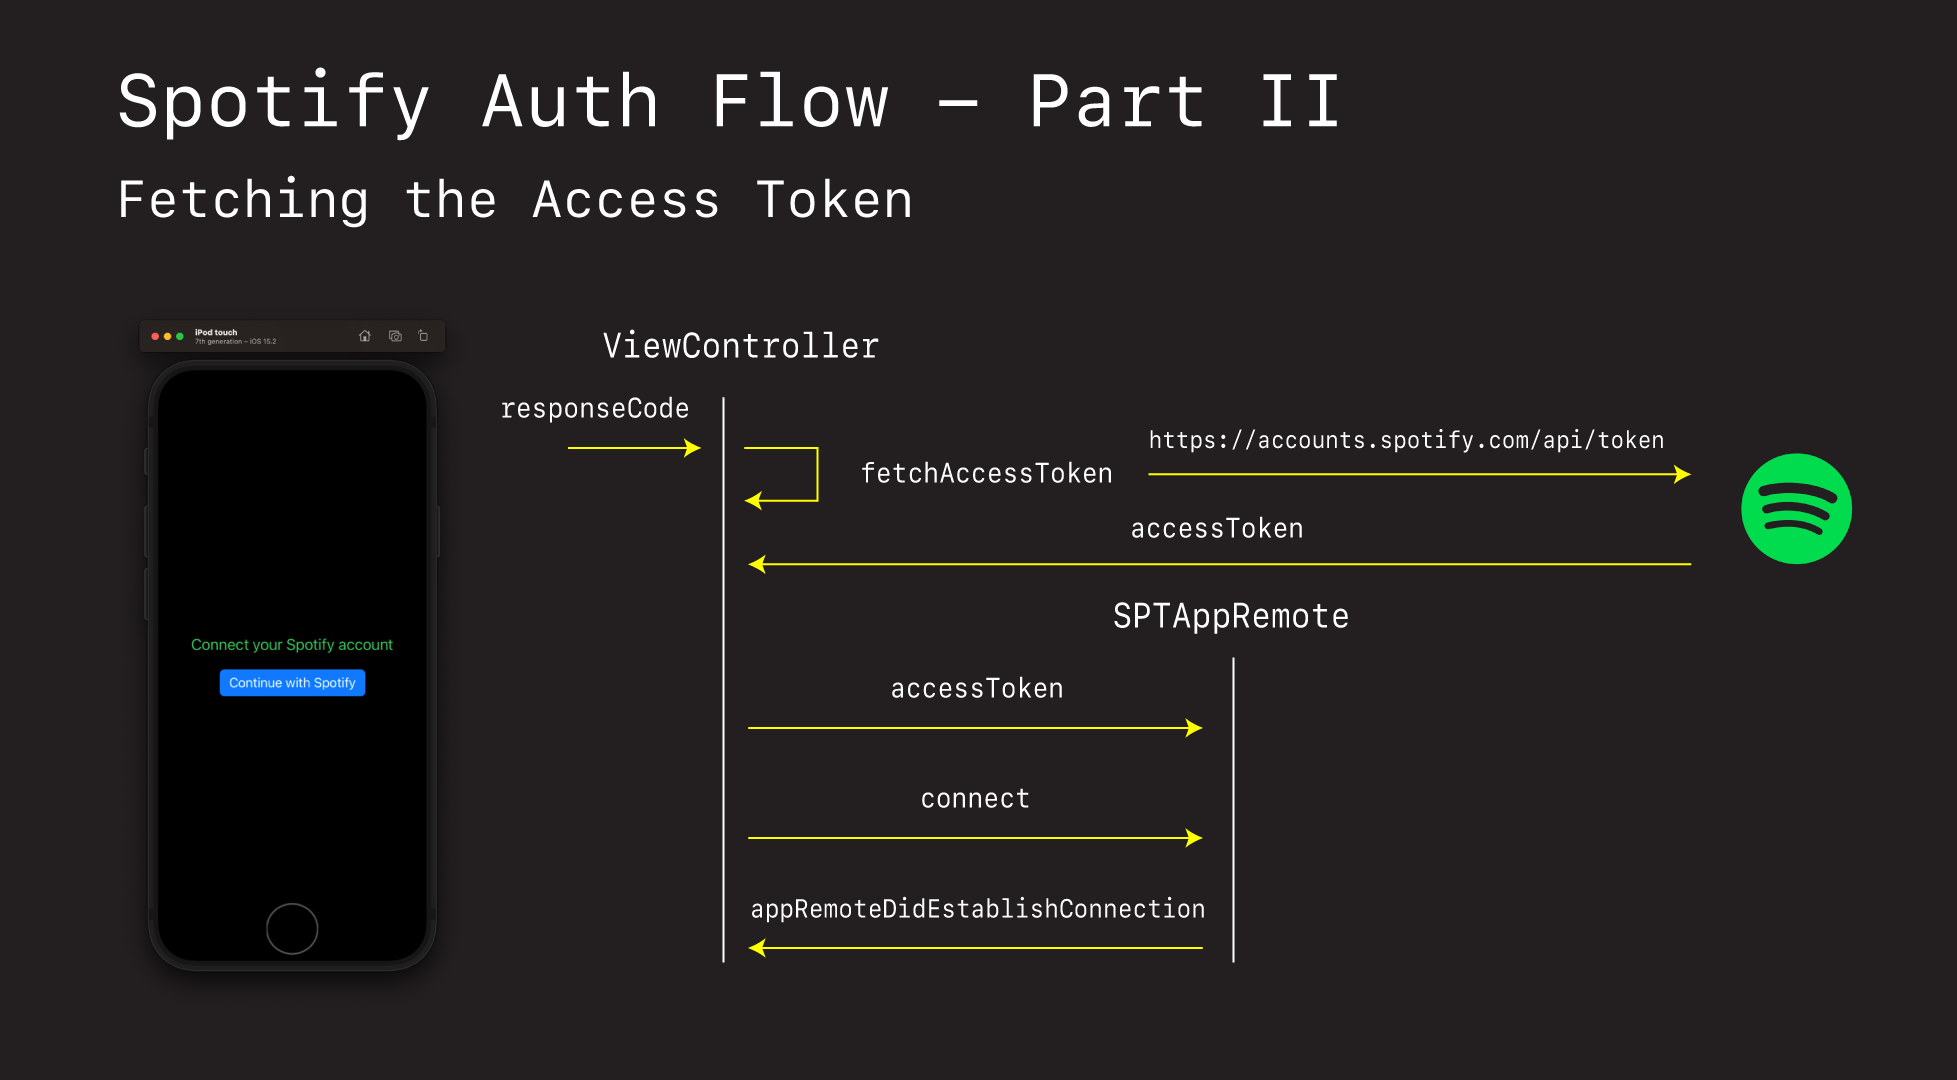 Spotify Auth Flow – Part II
Fetching the Access Token
iPod touch
7th generation – iOS 15.2
Connect your Spotify account
Continue with Spotify
ViewController
responseCode
fetchAccessToken
https://accounts.spotify.com/api/token
accessToken
SPTAppRemote
accessToken
connect
appRemoteDidEstablishConnection